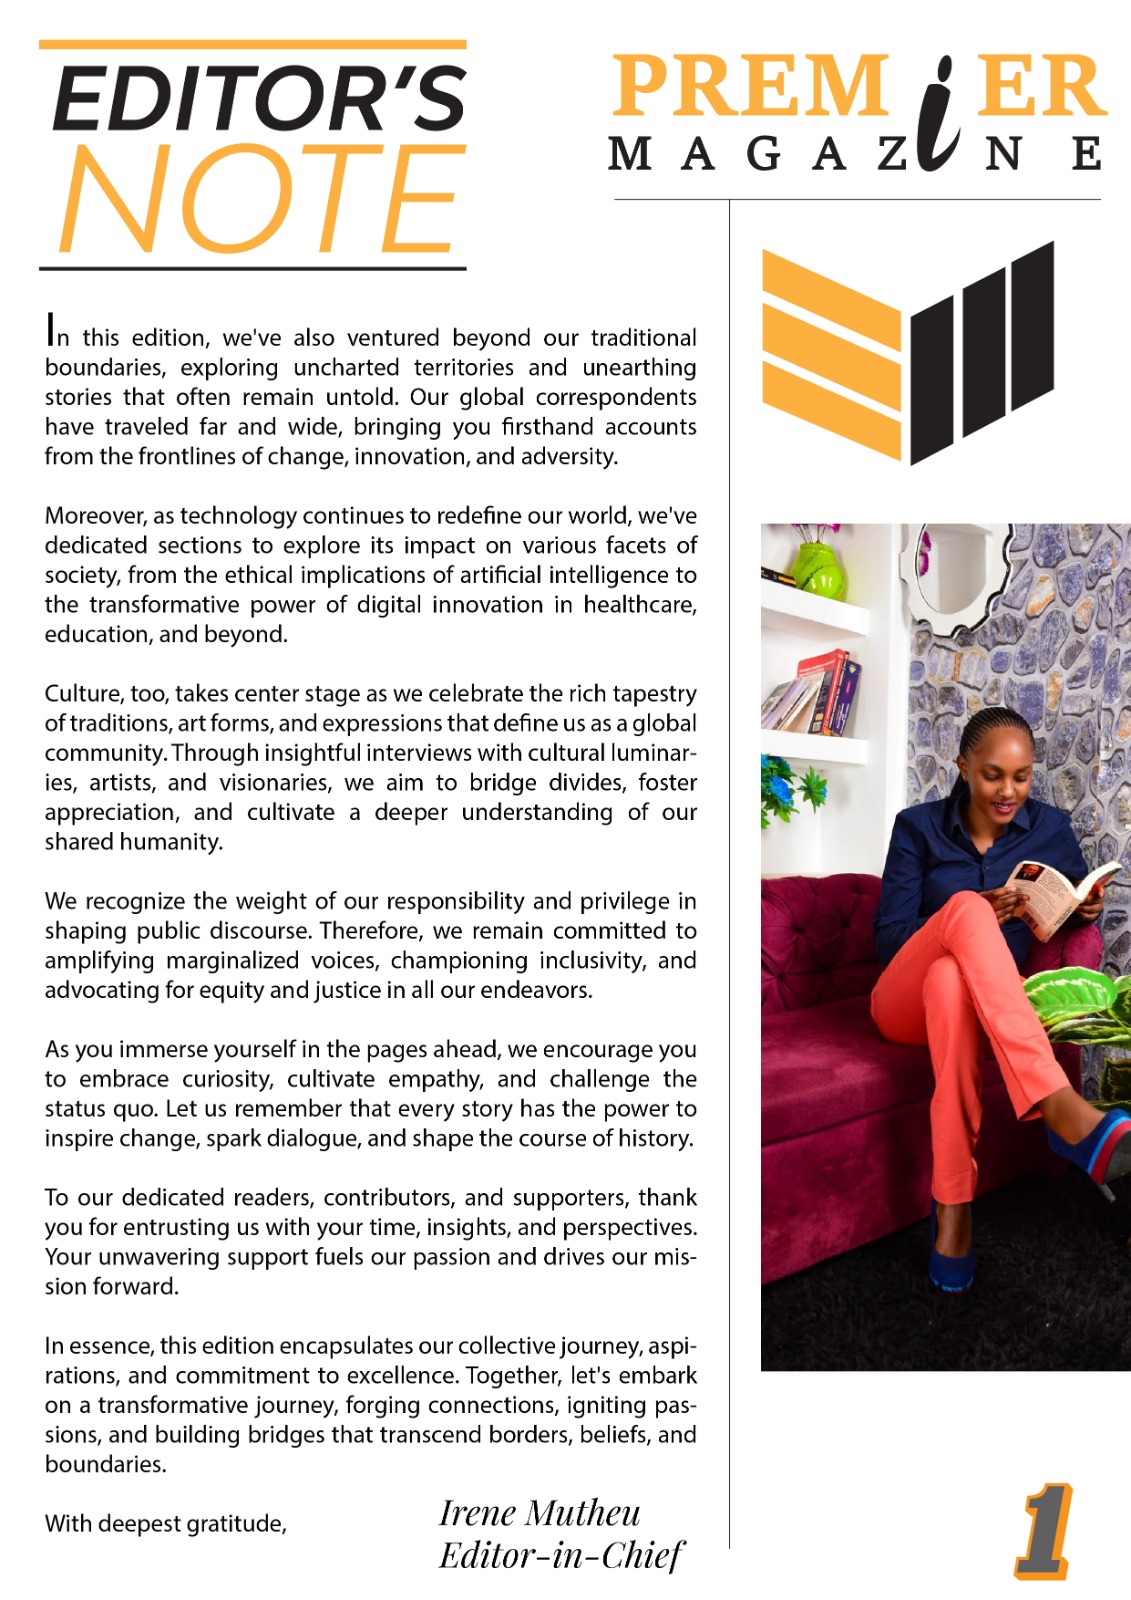 EDITOR'S
NOTE
PREMiER
MAGAZiNE
In this edition, we've also ventured beyond our traditional
boundaries, exploring uncharted territories and unearthing
stories that often remain untold. Our global correspondents
have traveled far and wide, bringing you firsthand accounts
from the frontlines of change, innovation, and adversity.
Moreover, as technology continues to redefine our world, we've
dedicated sections to explore its impact on various facets of
society, from the ethical implications of artificial intelligence to
the transformative power of digital innovation in healthcare,
education, and beyond.
Culture, too, takes center stage as we celebrate the rich tapestry
of traditions, art forms, and expressions that define us as a global
community. Through insightful interviews with cultural luminar-
ies, artists, and visionaries, we aim to bridge divides, foster
appreciation, and cultivate a deeper understanding of our
shared humanity.
We recognize the weight of our responsibility and privilege in
shaping public discourse. Therefore, we remain committed to
amplifying marginalized voices, championing inclusivity, and
advocating for equity and justice in all our endeavors.
As you immerse yourself in the pages ahead, we encourage you
to embrace curiosity, cultivate empathy, and challenge the
status quo. Let us remember that every story has the power to
inspire change, spark dialogue, and shape the course of history.
To our dedicated readers, contributors, and supporters, thank
you for entrusting us with your time, insights, and perspectives.
Your unwavering support fuels our passion and drives our mis-
sion forward.
In essence, this edition encapsulates our collective journey, aspi-
rations, and commitment to excellence. Together, let's embark
on a transformative journey, forging connections, igniting pas-
sions, and building bridges that transcend borders, beliefs, and
boundaries.
With deepest gratitude,
Irene Mutheu
Editor-in-Chief
1